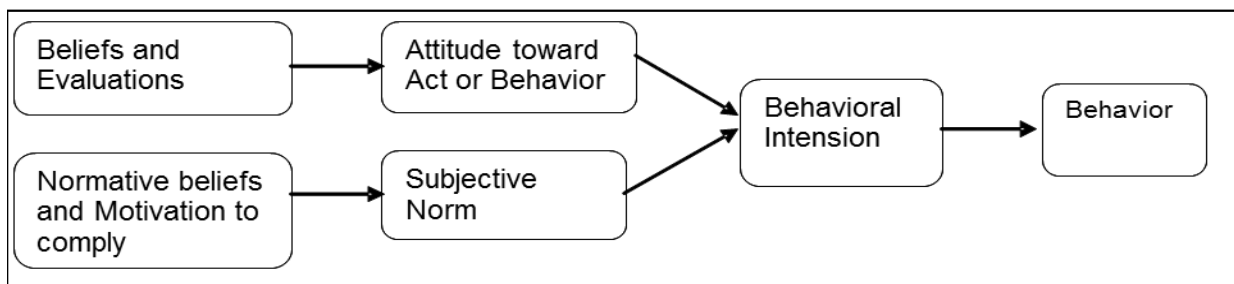 Beliefs and
Evaluations
Attitude toward
Act or Behavior
Normative beliefs
and Motivation to
comply
Subjective
Norm
Behavioral
Intension
Behavior